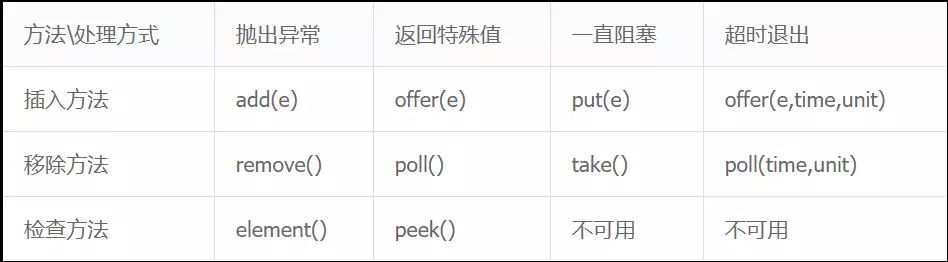 方法\处理方式 抛出异常 返回特殊值 一直阻塞 超时退出
插入方法 add(e) offer(e) put(e) offer(e,time,unit)
移除方法 remove() poll() take() poll(time,unit)
检查方法 element() peek() 不可用 不可用